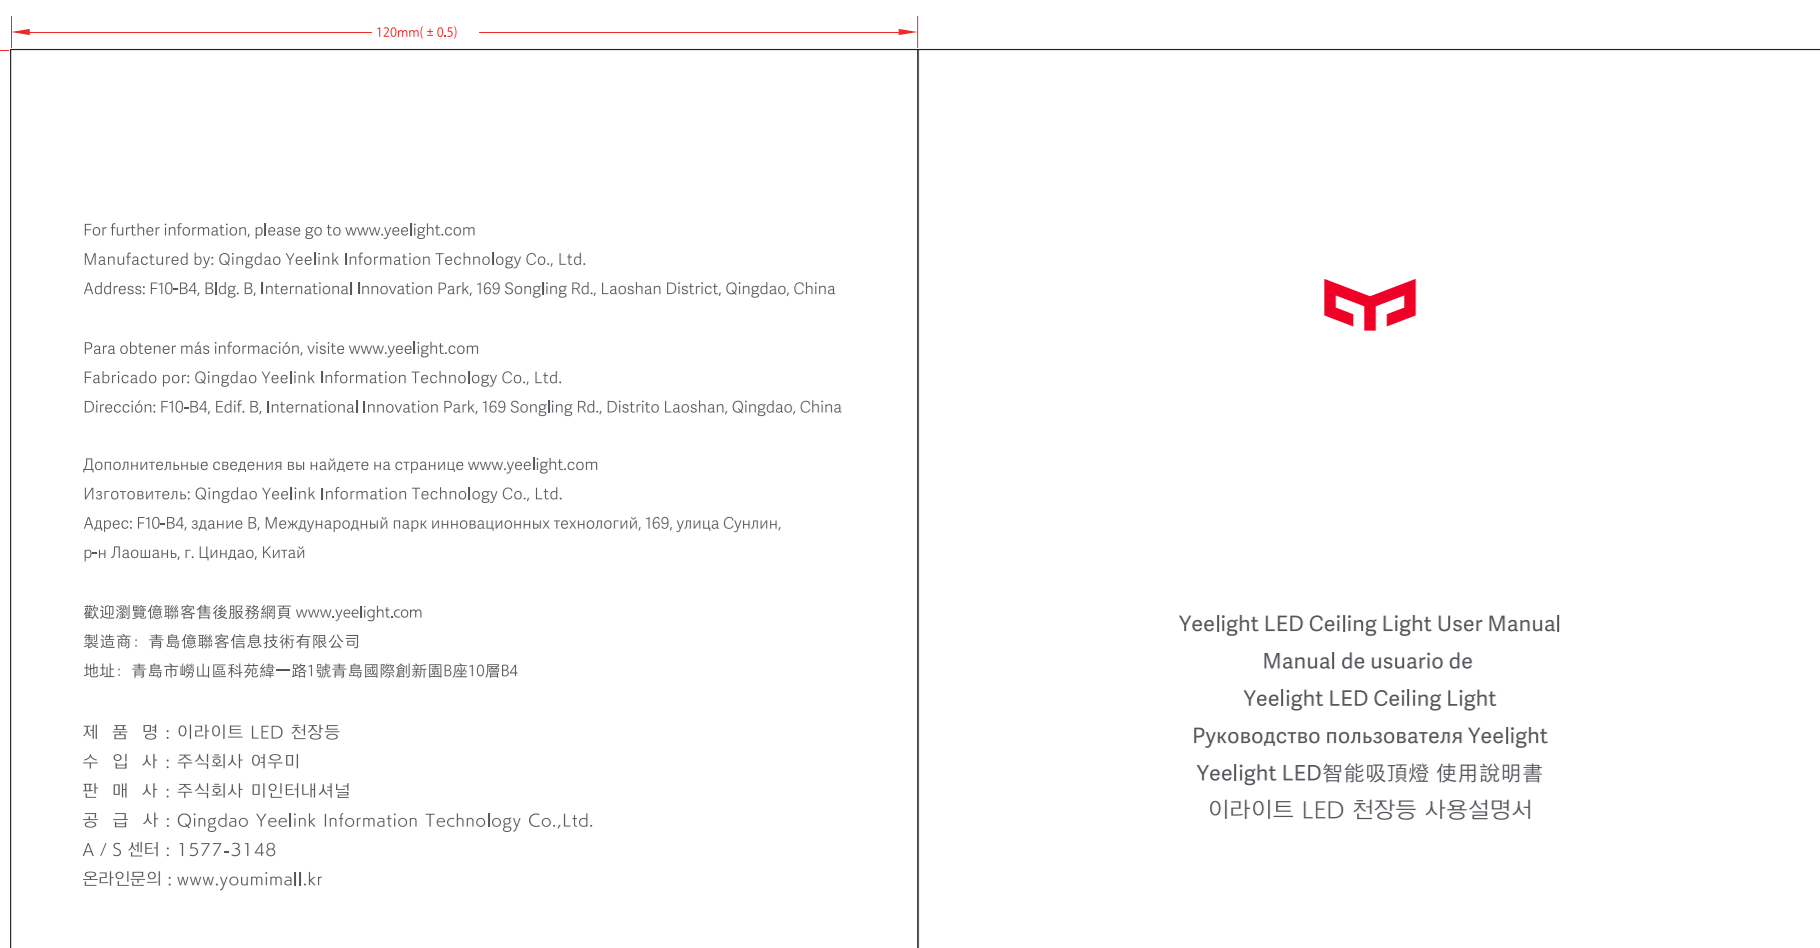 120mm( ± 0.5)
For further information, please go to www.yeelight.com
Manufactured by: Qingdao Yeelink Information Technology Co., Ltd.
Address: F10-B4, Bldg. B, International Innovation Park, 169 Songling Rd., Laoshan District, Qingdao, China
Para obtener más información, visite www.yeelight.com
Fabricado por: Qingdao Yeelink Information Technology Co., Ltd.
Dirección: F10-B4, Edif. B, International Innovation Park, 169 Songling Rd., Distrito Laoshan, Qingdao, China
Дополнительные сведения вы найдете на странице www.yeelight.com
Изготовитель: Qingdao Yeelink Information Technology Co., Ltd.
Адрес: F10-B4, здание B, Международный парк инновационных технологий, 169, улица Сунлин,
р-н Лаошань, г. Циндао, Китай
歡迎瀏覽億聯客售後服務網頁 www.yeelight.com
製造商：青島億聯客信息技術有限公司
地址：青島市嶗山區科苑緯一路1號青島國際創新園B座10層B4
제 품 명 : 이라이트 LED 천장등
수 입 사 : 주식회사 여우미
판 매 사 : 주식회사 미인터내셔널
공 급 사 : Qingdao Yeelink Information Technology Co.,Ltd.
A / S 센터 : 1577-3148
온라인문의 : www.youmimall.kr
Yeelight LED Ceiling Light User Manual
Manual de usuario de
Yeelight LED Ceiling Light
Руководство пользователя Yeelight
Yeelight LED智能吸頂燈 使用說明書
이라이트 LED 천장등 사용설명서